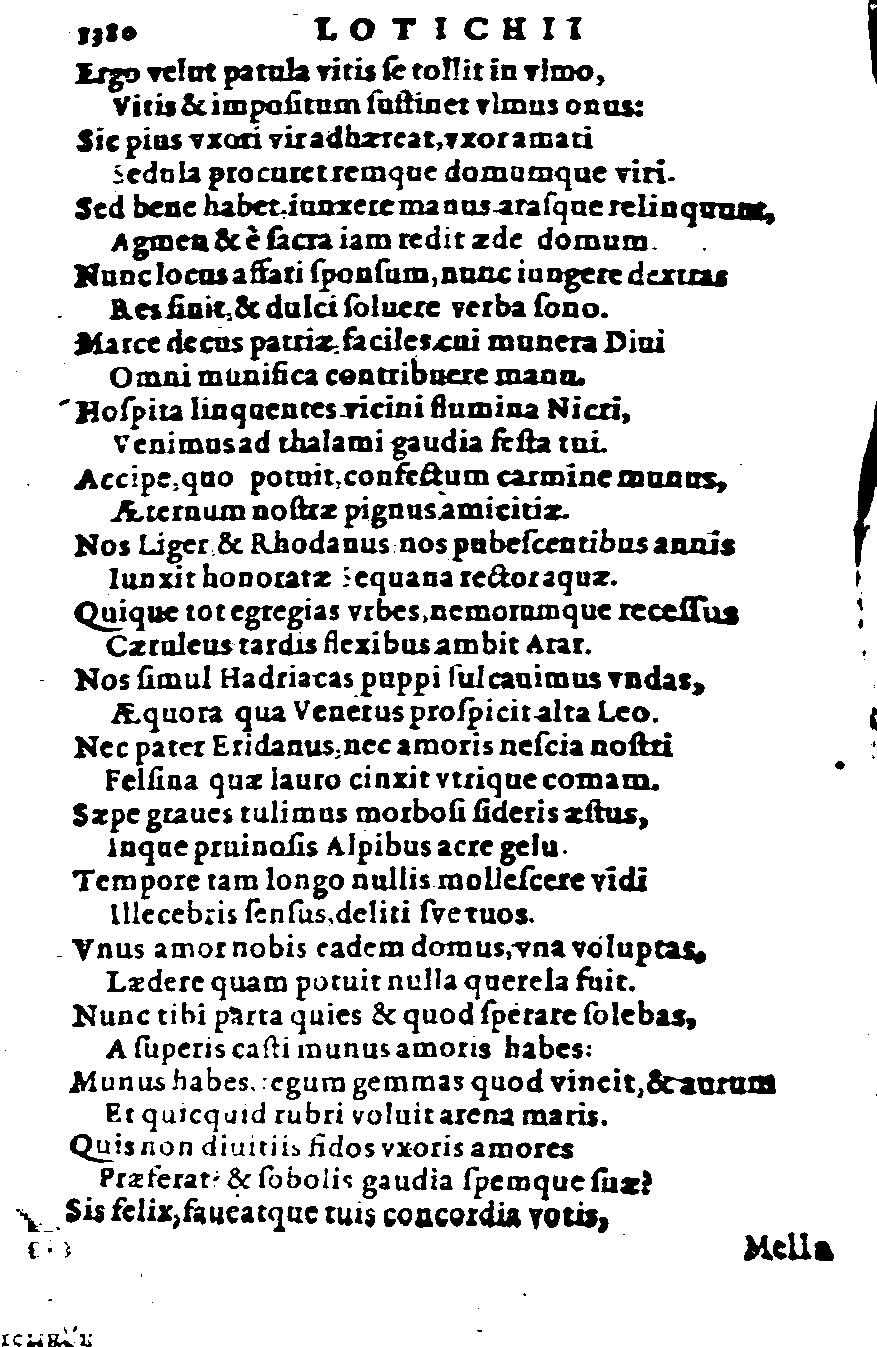 1380 LOTICHII
Ergo velut patula vitis ſe tollit in vlmo,
Vitis & impoſitum ſuſtinet vlmus onus:
Sic pius vxori vir adhæreat, vxor amati
Sedula procuret remque domumque viri.
Sed bene habet, iunxere manus araſque relinquunt,
Agmen & è ſacra iam redit æde domum.
Nunc locus affari ſponſum, nunc iungere dextras
Res ſinit, & dulci ſoluere verba ſono.
Marce decus patriæ, faciles cui munera Diui
Omni munifica contribuere manu.
Hoſpita linquentes vicini flumina Nicri,
Venimus ad thalami gaudia feſta tui.
Accipe, quo potuit, confectum carmine munus,
Æternum noſtræ pignus amicitiæ.
Nos Liger & Rhodanus nos pubeſcentibus annis
Iunxit honoratæ Sequana rector aquæ.
Quique tot egregias vrbes, nemorumque receſſus
Cæruleus tardis flexibus ambit Arar.
Nos ſimul Hadriacas puppi ſulcauimus vndas,
Æquora qua Venetus proſpicit alta Leo.
Nec pater Eridanus, nec amoris neſcia noſtri
Felſina quæ lauro cinxit vtrique comam.
Sæpe graues tulimus morboſi ſideris æſtus,
Inque pruinoſis Alpibus acre gelu.
Tempore tam longo nullis molleſcere vidi
Illecebris ſenſus, deliti ſve tuos.
Vnus amor nobis eadem domus, vna voluptas,
Lædere quam potuit nulla querela fuit.
Nunc tibi parta quies & quod ſperare ſolebas,
A ſuperis caſti munus amoris habes:
Munus habes, regum gemmas quod vincit, & aurum
Et quicquid rubri voluit arena maris.
Quis non diuitiis fidos vxoris amores
Præferat? & ſobolis gaudia ſpemque ſuæ?
Sis felix, faueatque tuis concordia votis,
Mella